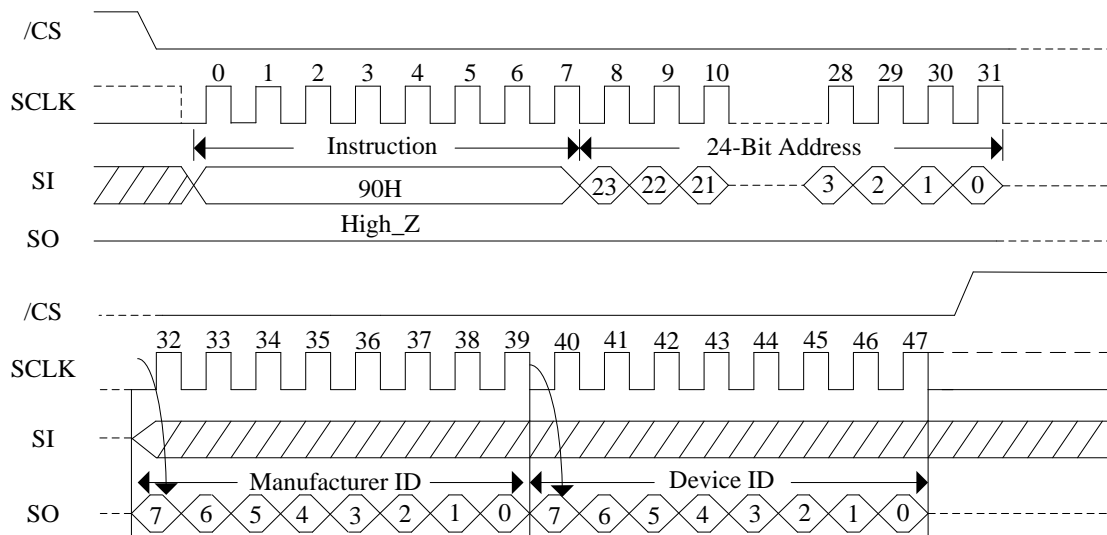 /CS
0 1 2 3 4 5 6 7 8 9 10 28 29 30 31
SCLK
Instruction 24-Bit Address
SI 90H 23 22 21 3 2 1 0
High_Z
SO
/CS
32 33 34 35 36 37 38 39 40 41 42 43 44 45 46 47
SCLK
SI
Manufacturer ID Device ID
SO 7 6 5 4 3 2 1 0 7 6 5 4 3 2 1 0